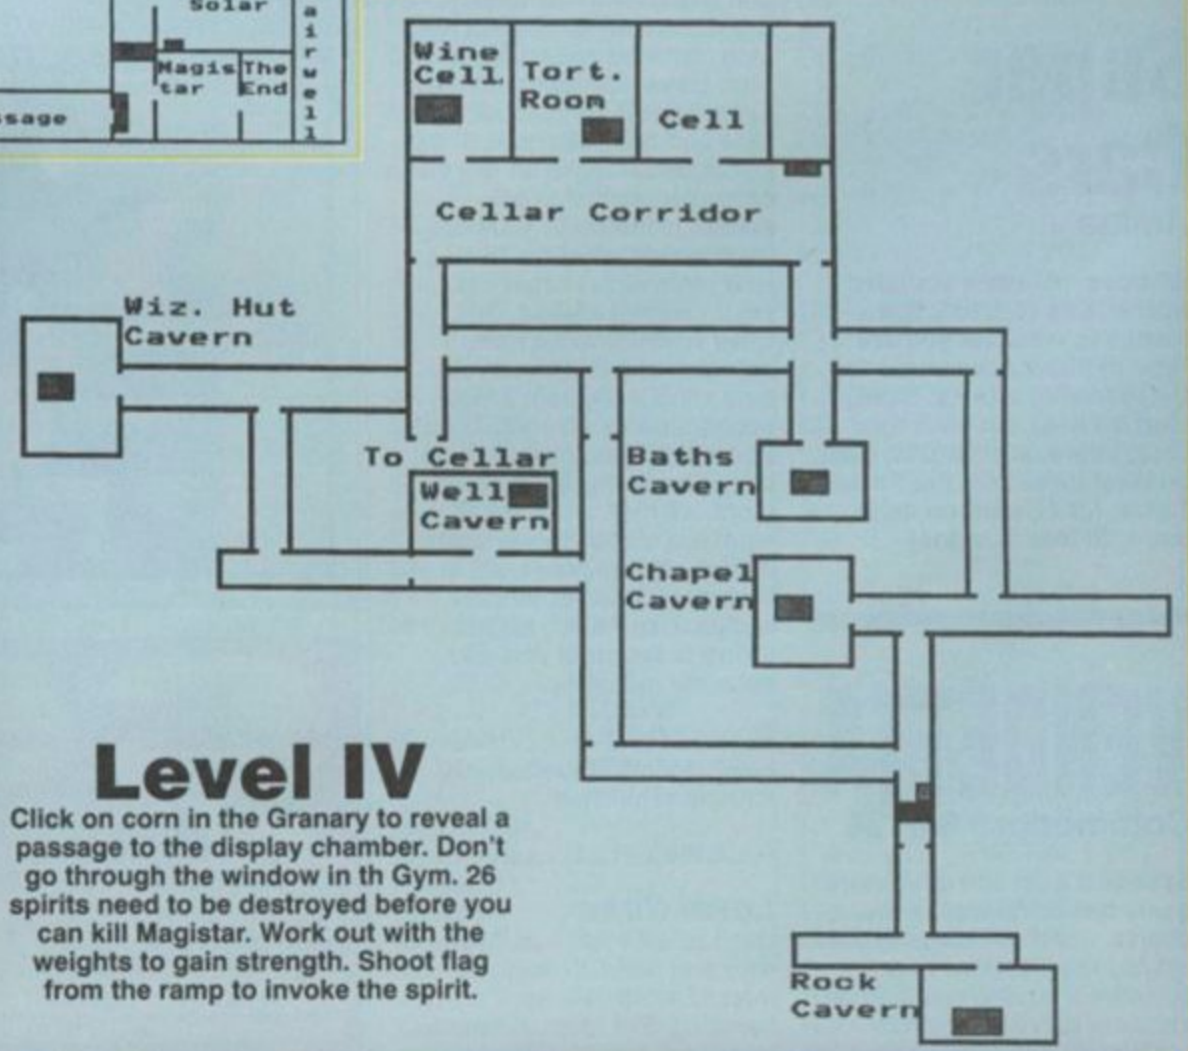 Solar
a
i
r
w
e
l
l
Magis
tar
The
End
ssage
Wine
Cell
Tort.
Room
Cell
Cellar Corridor
Wiz. Hut
Cavern
To Cellar
Well
Cavern
Baths
Cavern
Chapel
Cavern
Rock
Cavern
Level IV
Click on corn in the Granary to reveal a
passage to the display chamber. Don't
go through the window in th Gym. 26
spirits need to be destroyed before you
can kill Magistar. Work out with the
weights to gain strength. Shoot flag
from the ramp to invoke the spirit.